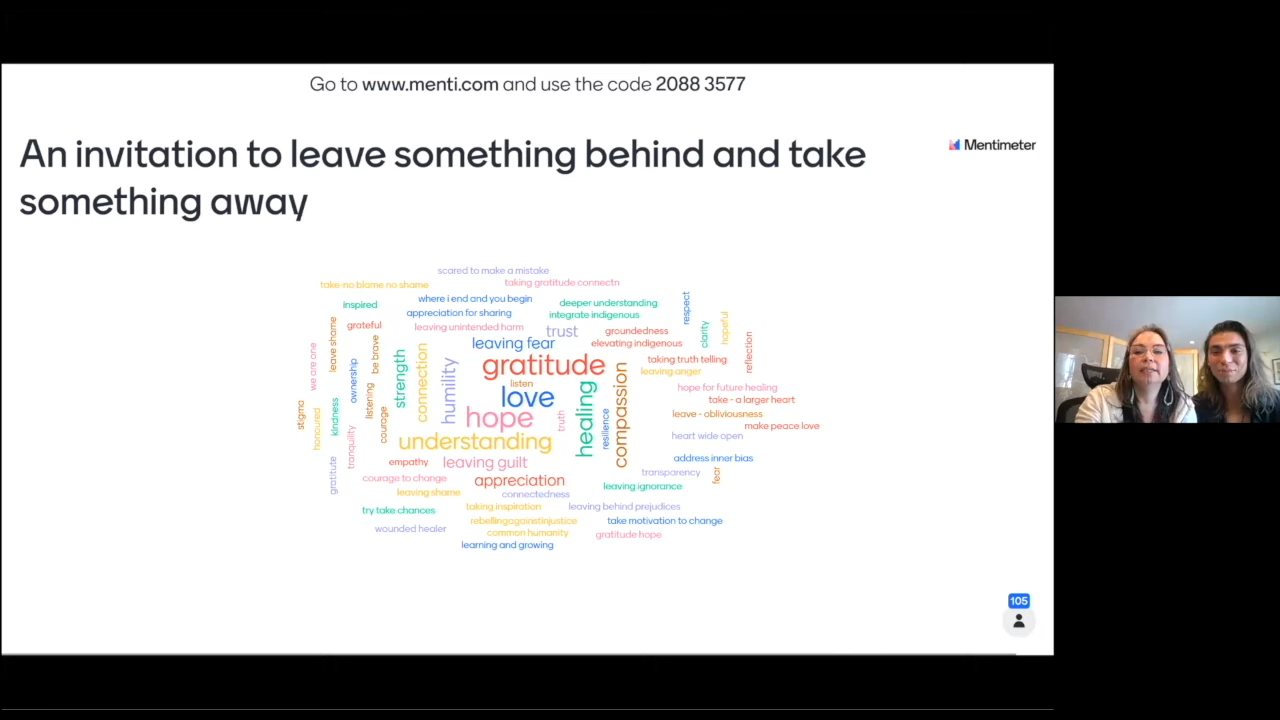 Go to www.menti.com and use the code 2088 3577
An invitation to leave something behind and take
something away
Mentimeter
scared to make a mistake
take-no blame no shame
taking gratitude connectn
where i end and you begin
inspired
deeper understanding
respect
appreciation for sharing
integrate indigenous
hopeful
grateful
leaving unintended harm
trust
groundedness
clarity
leave shame
be brave
leaving fear
elevating indigenous
reflection
we are one
ownership
strength
connection
humility
gratitude
taking truth telling
leaving anger
listen
love
healing
compassion
hope for future healing
take - a larger heart
stigma
honoured
kindness
listening
courage
hope
truth
resilience
leave - obliviousness
make peace love
heart wide open
tranquility
understanding
gratitute
empathy
leaving guilt
address inner bias
transparency
fear
courage to change
appreciation
leaving ignorance
leaving shame
connectedness
try take chances
taking inspiration
leaving behind prejudices
wounded healer
rebellingagainstinjustice
take motivation to change
common humanity
gratitude hope
learning and growing
105